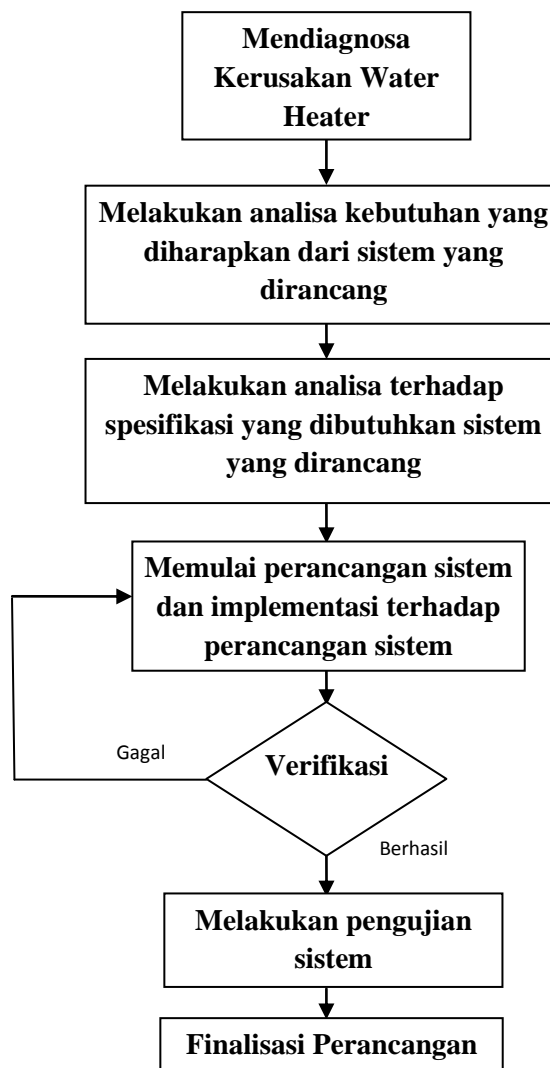 Mendiagnosa
Kerusakan Water
Heater
Melakukan analisa kebutuhan yang
diharapkan dari sistem yang
dirancang
Melakukan analisa terhadap
spesifikasi yang dibutuhkan sistem
yang dirancang
Memulai perancangan sistem
dan implementasi terhadap
perancangan sistem
Gagal
Verifikasi
Berhasil
Melakukan pengujian
sistem
Finalisasi Perancangan